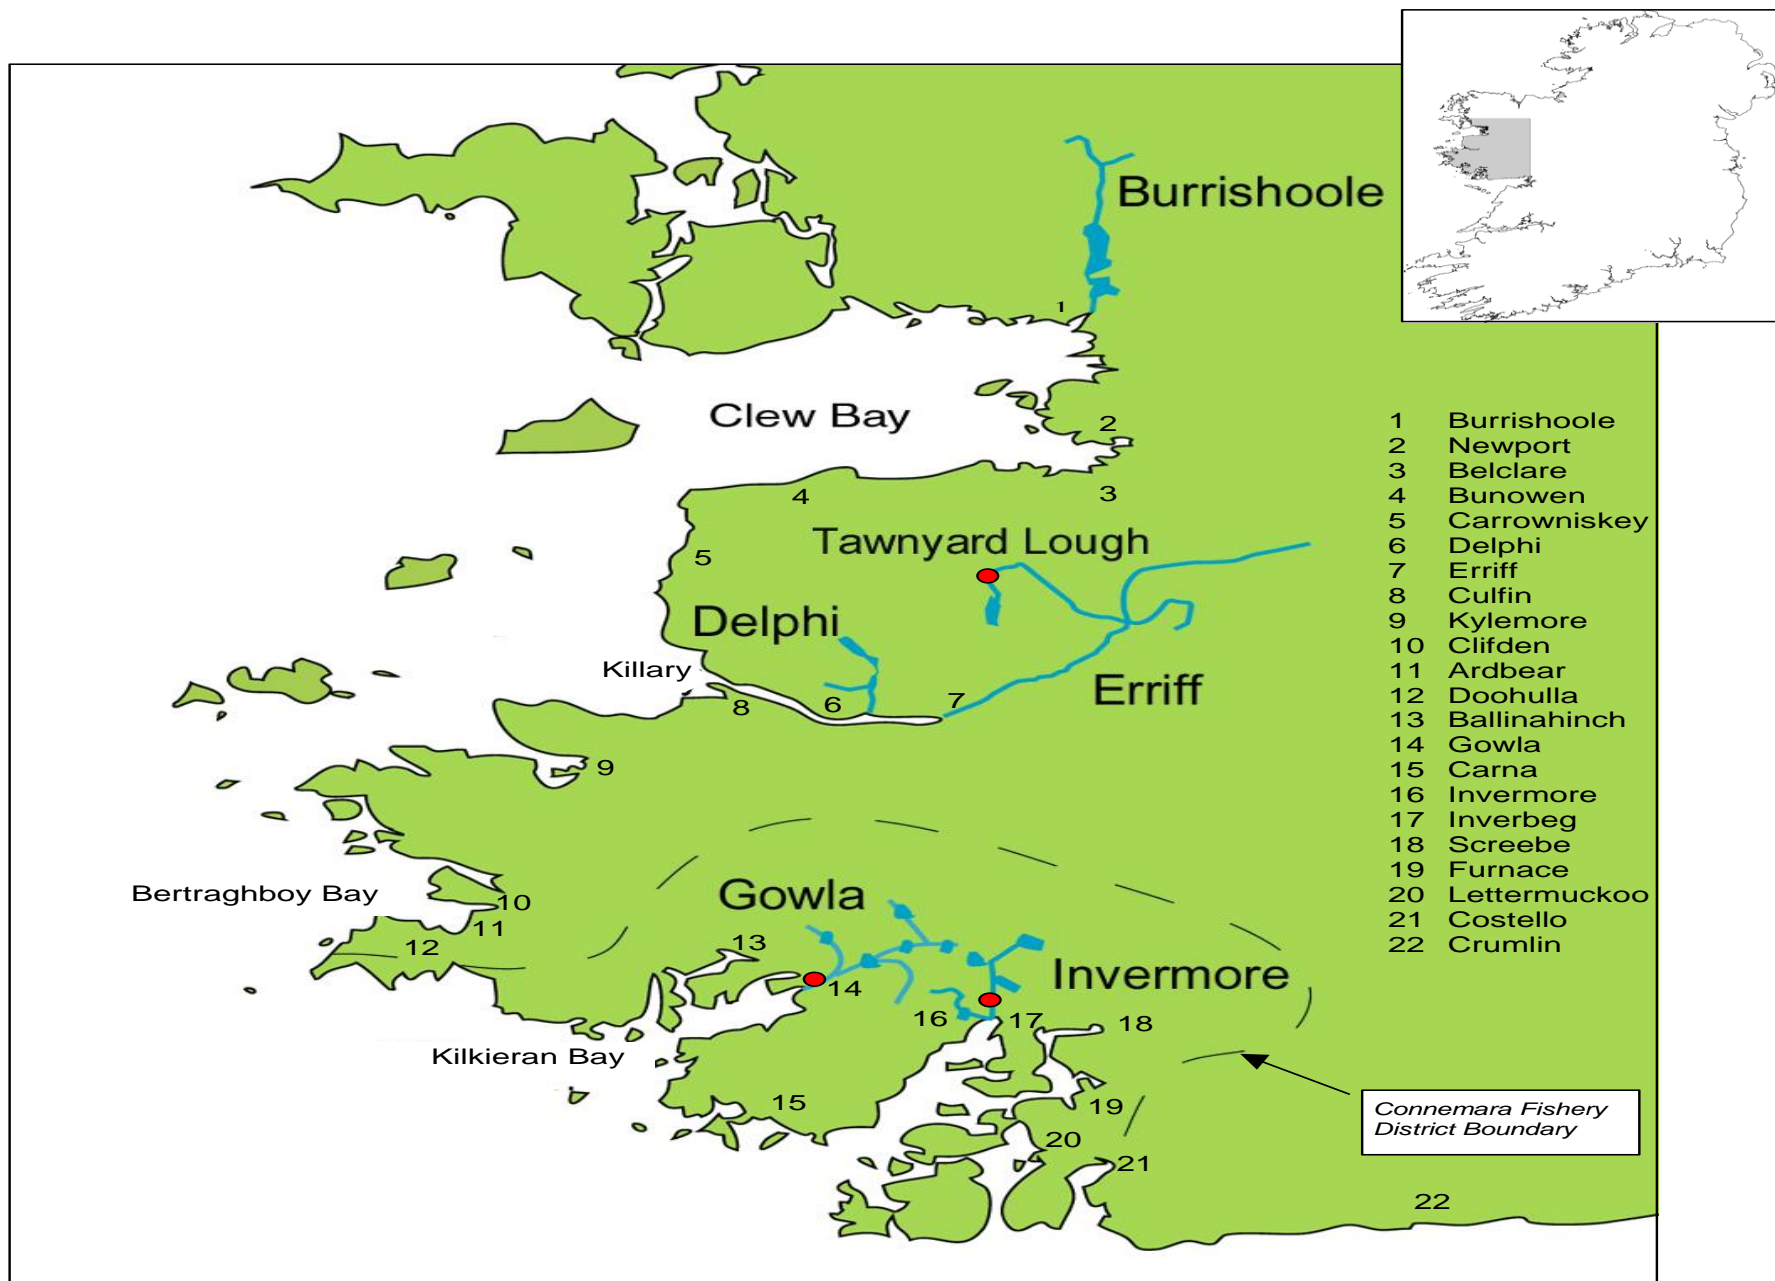 Burrishoole
1
Clew Bay
2
3
4
5
Tawnyard Lough
Delphi
Killary
6
7
8
Erriff
9
1 Burrishoole
2 Newport
3 Belclare
4 Bunowen
5 Carrowniskey
6 Delphi
7 Erriff
8 Culfin
9 Kylemore
10 Clifden
11 Ardbear
12 Doohulla
13 Ballinahinch
14 Gowla
15 Carna
16 Invermore
17 Inverbeg
18 Screebe
19 Furnace
20 Lettermuckoo
21 Costello
22 Crumlin
Bertraghboy Bay
10
11
12
Gowla
13
14
Invermore
16
17
18
Kilkieran Bay
15
19
20
21
22
Connemara Fishery
District Boundary